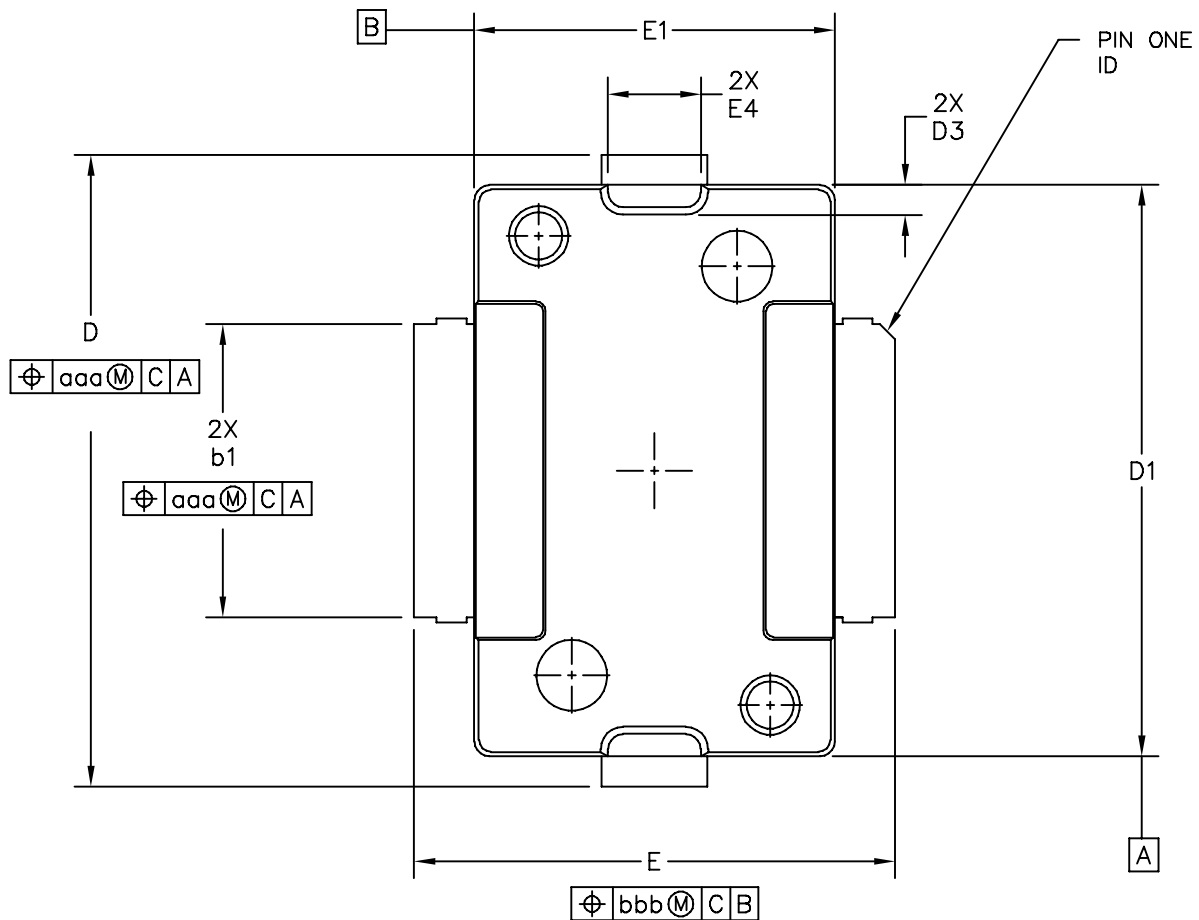 B
E1
PIN ONE
ID
2X
E4
2X
D3
D
⌖ aaa Ⓜ C A
2X
b1
⌖ aaa Ⓜ C A
D1
E
⌖ bbb Ⓜ C B
A